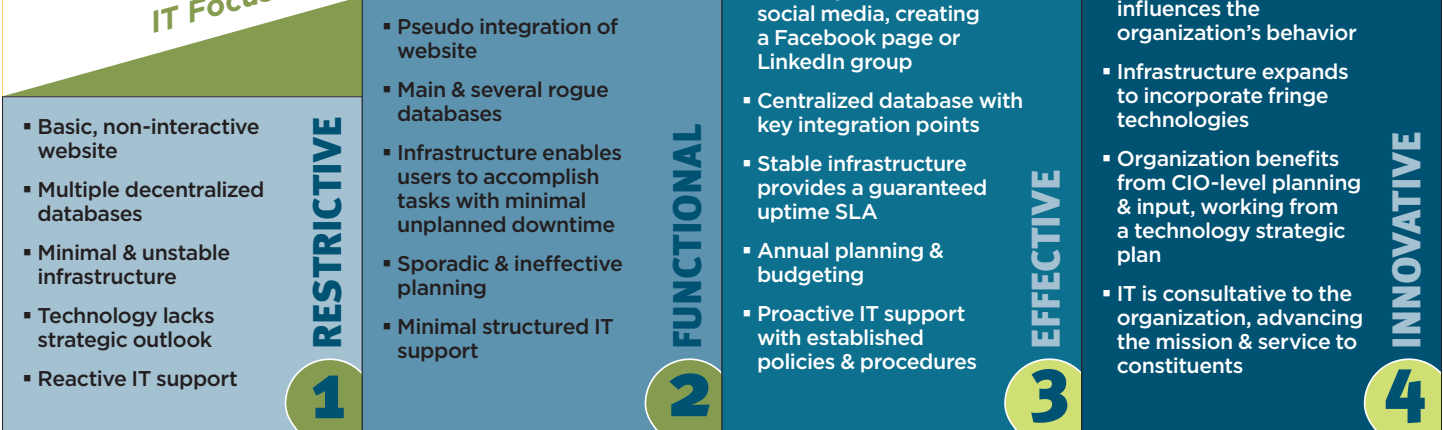 IT Focus
▪ Basic, non-interactive
website
▪ Multiple decentralized
databases
▪ Minimal & unstable
infrastructure
▪ Technology lacks
strategic outlook
▪ Reactive IT support
RESTRICTIVE
1
▪ Pseudo integration of
website
▪ Main & several rogue
databases
▪ Infrastructure enables
users to accomplish
tasks with minimal
unplanned downtime
▪ Sporadic & ineffective
planning
▪ Minimal structured IT
support
FUNCTIONAL
2
social media, creating
a Facebook page or
LinkedIn group
▪ Centralized database with
key integration points
▪ Stable infrastructure
provides a guaranteed
uptime SLA
▪ Annual planning &
budgeting
▪ Proactive IT support
with established
policies & procedures
EFFECTIVE
3
influences the
organization's behavior
▪ Infrastructure expands
to incorporate fringe
technologies
▪ Organization benefits
from CIO-level planning
& input, working from
a technology strategic
plan
▪ IT is consultative to the
organization, advancing
the mission & service to
constituents
INNOVATIVE
4